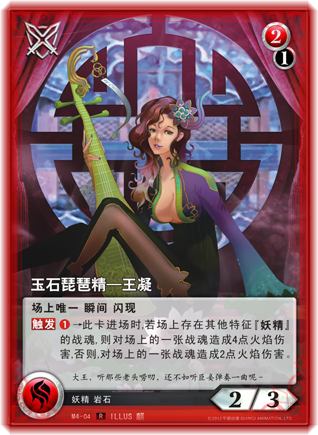 2
1
玉石琵琶精—王凝
场上唯一 瞬间 闪现
触发 1 →此卡进场时,若场上存在其他特征『妖精』
的战魂,则对场上的一张战魂造成4点火焰伤
害,否则,对场上的一张战魂造成2点火焰伤害。
大王，听那些老头唠叨，还不如听臣妾弹奏一曲呢~
妖精 岩石
2 / 3
M4-04 R ILLUS